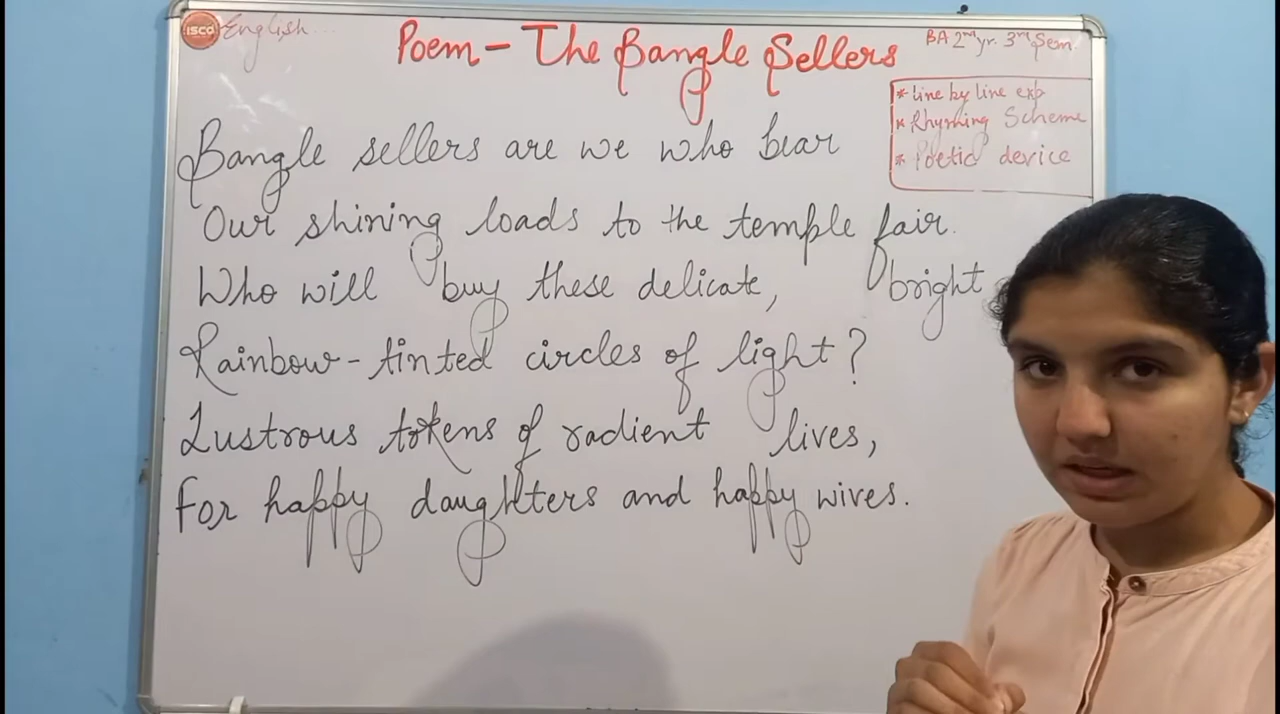 isca
English...
Poem - The Bangle Sellers
BA 2nd yr. 3rd Sem.
* line by line exp
* Rhyming Scheme
* Poetic device
Bangle sellers are we who bear
Our shining loads to the temple fair.
Who will buy these delicate, bright
Rainbow-tinted circles of light?
Lustrous tokens of radient lives,
For happy daughters and happy wives.